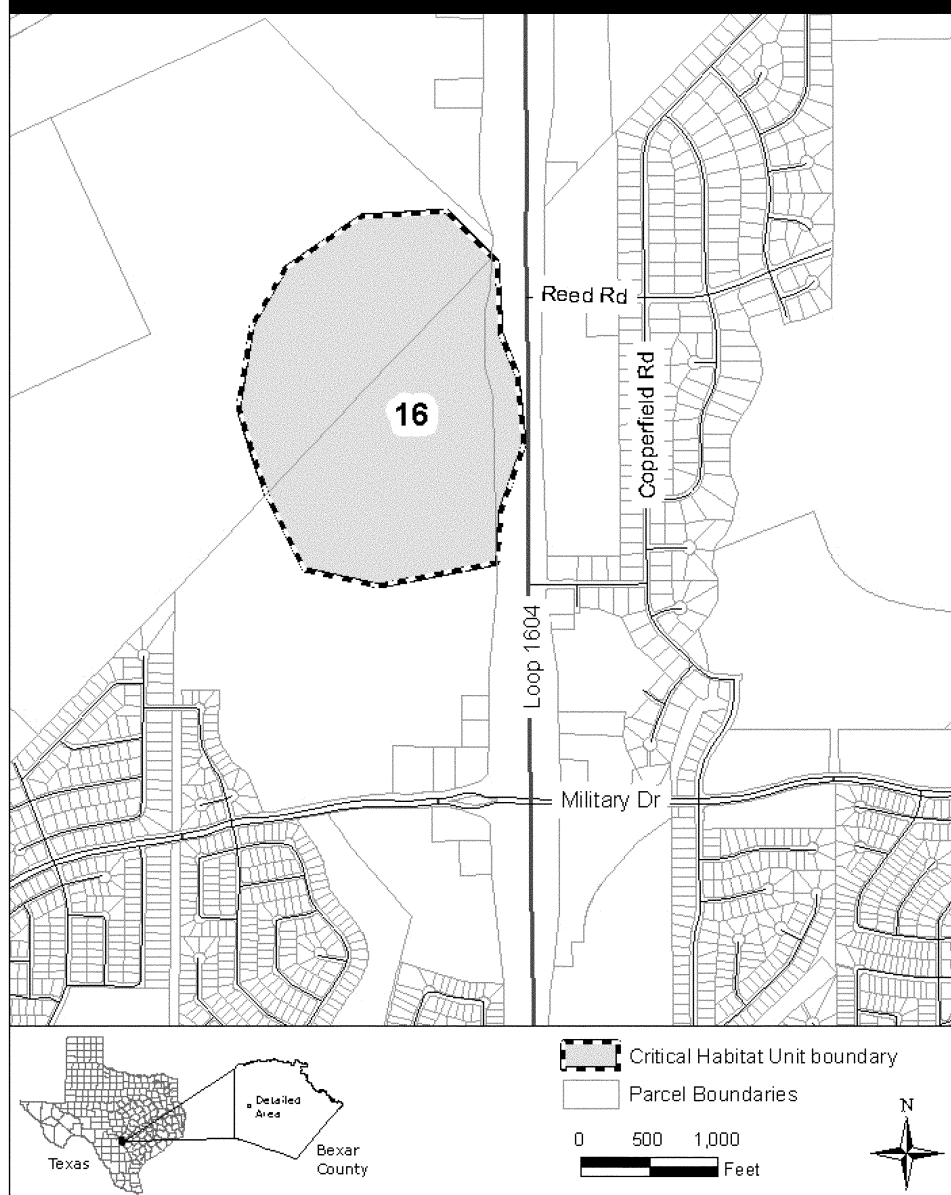 Reed Rd
16
Copperfield Rd
Loop 1604
Military Dr
Critical Habitat Unit boundary
Parcel Boundaries
Detailed
Area
Texas
Bexar
County
0 500 1,000
Feet
N